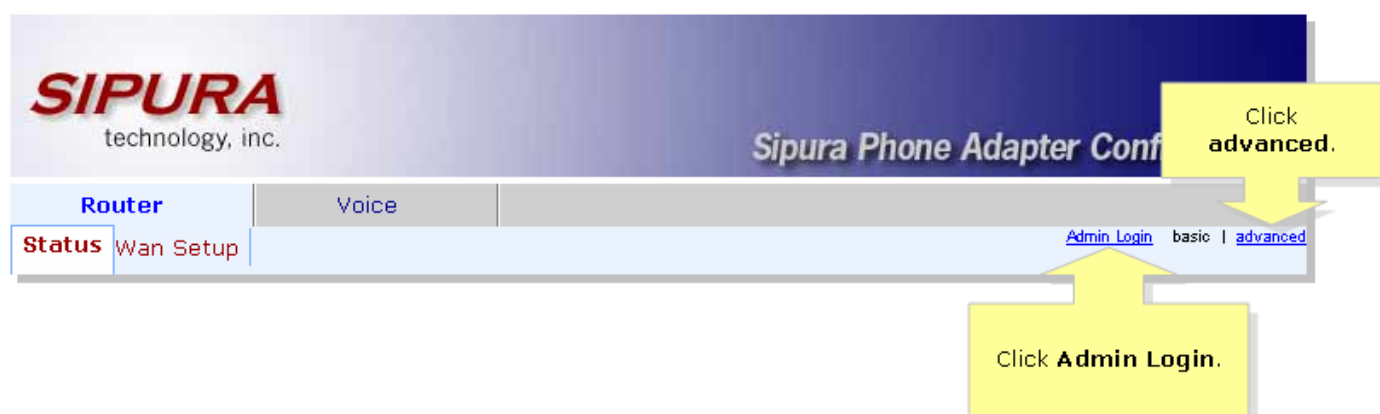 SIPURA
technology, inc.
Sipura Phone Adapter Conf
Click
advanced.
Router
Voice
Status
Wan Setup
Admin Login basic | advanced
Click Admin Login.